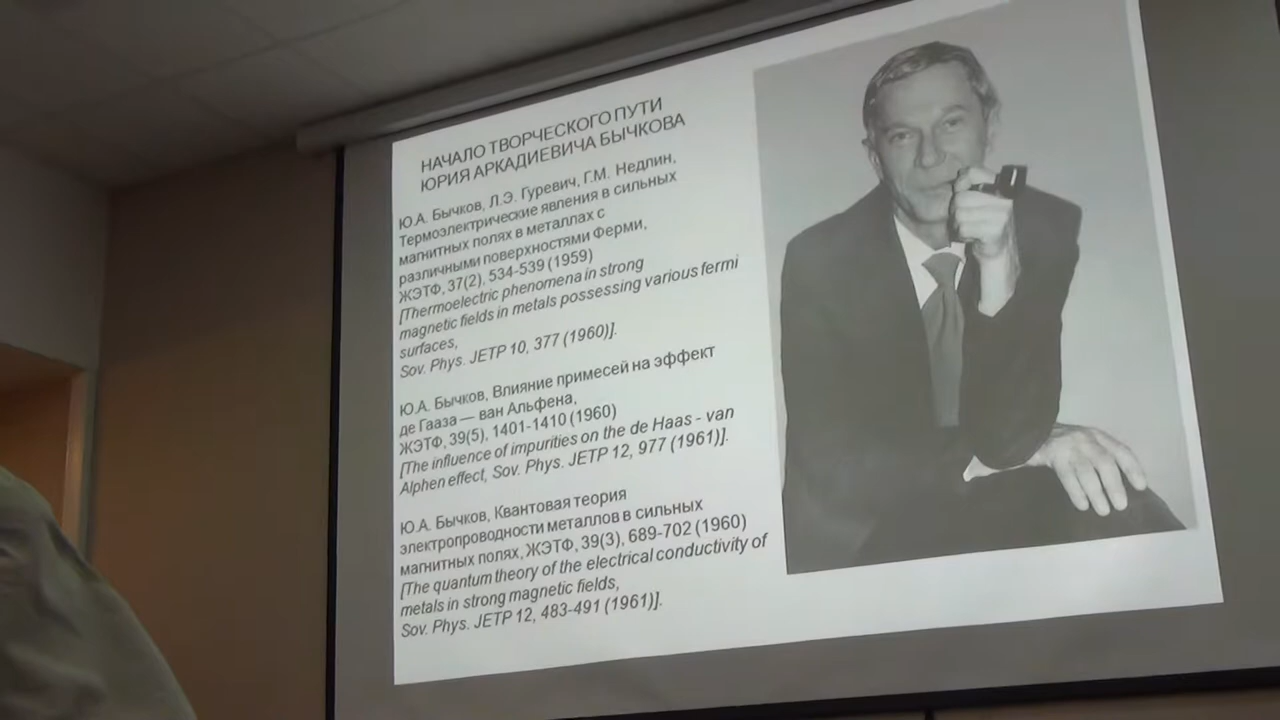 НАЧАЛО ТВОРЧЕСКОГО ПУТИ
ЮРИЯ АРКАДИЕВИЧА БЫЧКОВА
Ю.А. Бычков, Л.Э. Гуревич, Г.М. Недлин,
Термоэлектрические явления в сильных
магнитных полях в металлах с
различными поверхностями Ферми,
ЖЭТФ, 37(2), 534-539 (1959)
[Thermoelectric phenomena in strong
magnetic fields in metals possessing various fermi
surfaces,
Sov. Phys. JETP 10, 377 (1960)].
Ю.А. Бычков, Влияние примесей на эффект
де Гааза — ван Альфена,
ЖЭТФ, 39(5), 1401-1410 (1960)
[The influence of impurities on the de Haas - van
Alphen effect, Sov. Phys. JETP 12, 977 (1961)].
Ю.А. Бычков, Квантовая теория
электропроводности металлов в сильных
магнитных полях, ЖЭТФ, 39(3), 689-702 (1960)
[The quantum theory of the electrical conductivity of
metals in strong magnetic fields,
Sov. Phys. JETP 12, 483-491 (1961)].